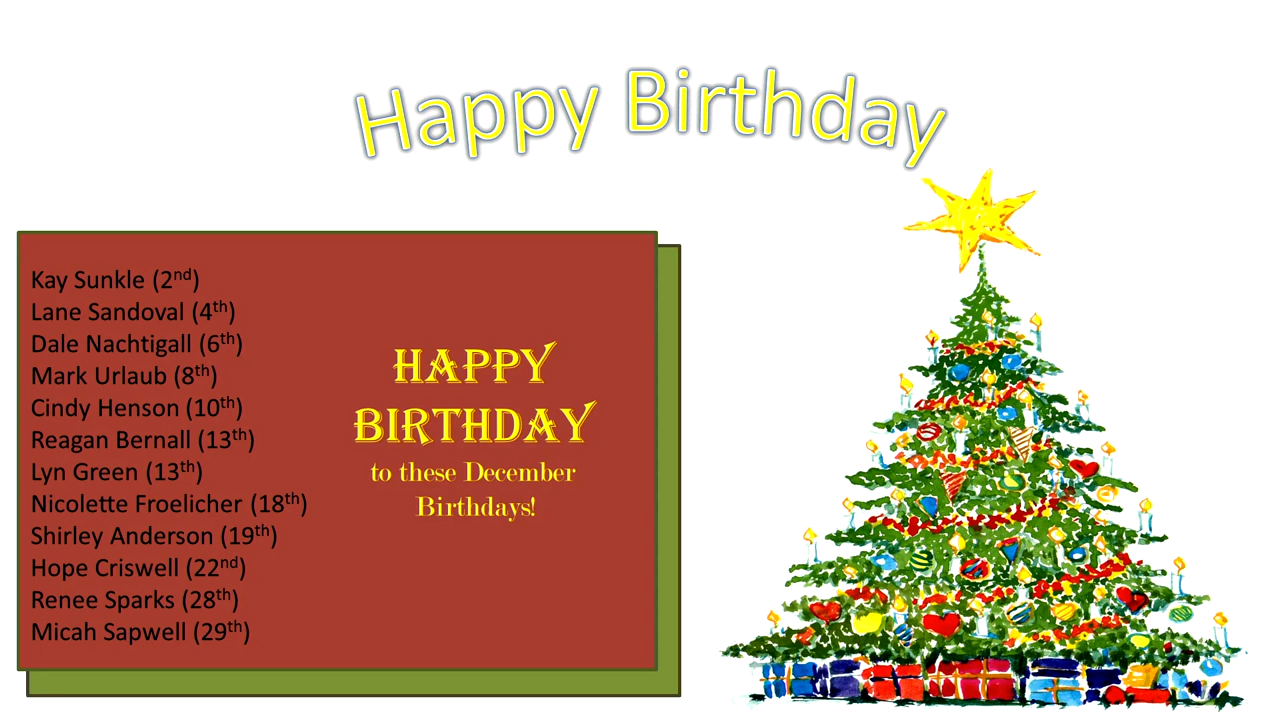 Happy Birthday
Kay Sunkle (2nd)
Lane Sandoval (4th)
Dale Nachtigall (6th)
Mark Urlaub (8th)
Cindy Henson (10th)
Reagan Bernall (13th)
Lyn Green (13th)
Nicolette Froelicher (18th)
Shirley Anderson (19th)
Hope Criswell (22nd)
Renee Sparks (28th)
Micah Sapwell (29th)
HAPPY
BIRTHDAY
to these December
Birthdays!